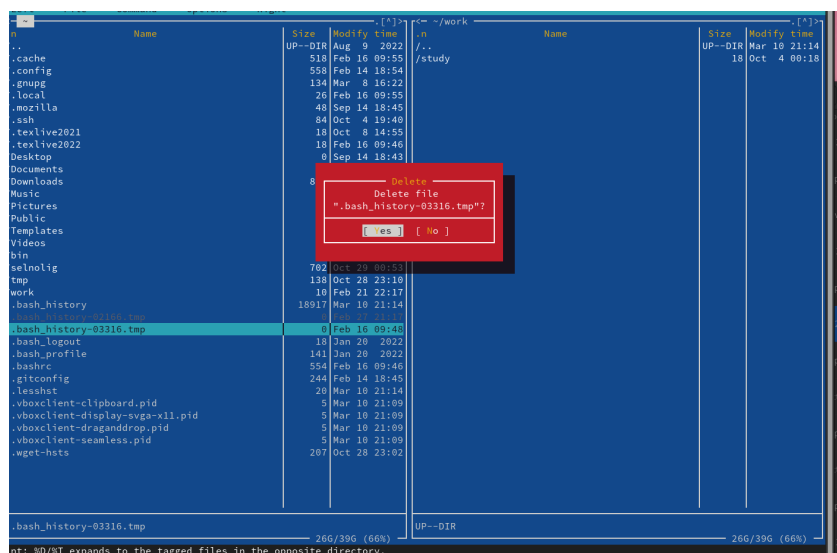 ~ .[^]>
n Name Size Modify time
.. UP--DIR Aug 9 2022
.cache 518 Feb 16 09:55
.config 558 Feb 14 18:54
.gnupg 134 Mar 8 16:22
.local 26 Feb 16 09:55
.mozilla 48 Sep 14 18:45
.ssh 84 Oct 4 19:40
.texlive2021 18 Oct 8 14:55
.texlive2022 18 Feb 16 09:46
Desktop 0 Sep 14 18:43
Documents
Downloads 8
Music
Pictures
Public
Templates
Videos
bin
selnolig 702 Oct 29 00:53
tmp 138 Oct 28 23:10
work 10 Feb 21 22:17
.bash_history 18917 Mar 10 21:14
.bash_history-02166.tmp 0 Feb 27 21:17
.bash_history-03316.tmp 0 Feb 16 09:48
.bash_logout 18 Jan 20 2022
.bash_profile 141 Jan 20 2022
.bashrc 554 Feb 16 09:46
.gitconfig 244 Feb 14 18:45
.lesshst 20 Mar 10 21:14
.vboxclient-clipboard.pid 5 Mar 10 21:09
.vboxclient-display-svga-x11.pid 5 Mar 10 21:09
.vboxclient-draganddrop.pid 5 Mar 10 21:09
.vboxclient-seamless.pid 5 Mar 10 21:09
.wget-hsts 207 Oct 28 23:02
.bash_history-03316.tmp
26G/39G (66%)
<─ ~/work .[^]>
.n Name Size Modify time
/.. UP--DIR Mar 10 21:14
/study 18 Oct 4 00:18
UP--DIR
26G/39G (66%)
Delete
Delete file
".bash_history-03316.tmp"?
[ Yes ] [ No ]
nt: %D/%T expands to the tagged files in the opposite directory.